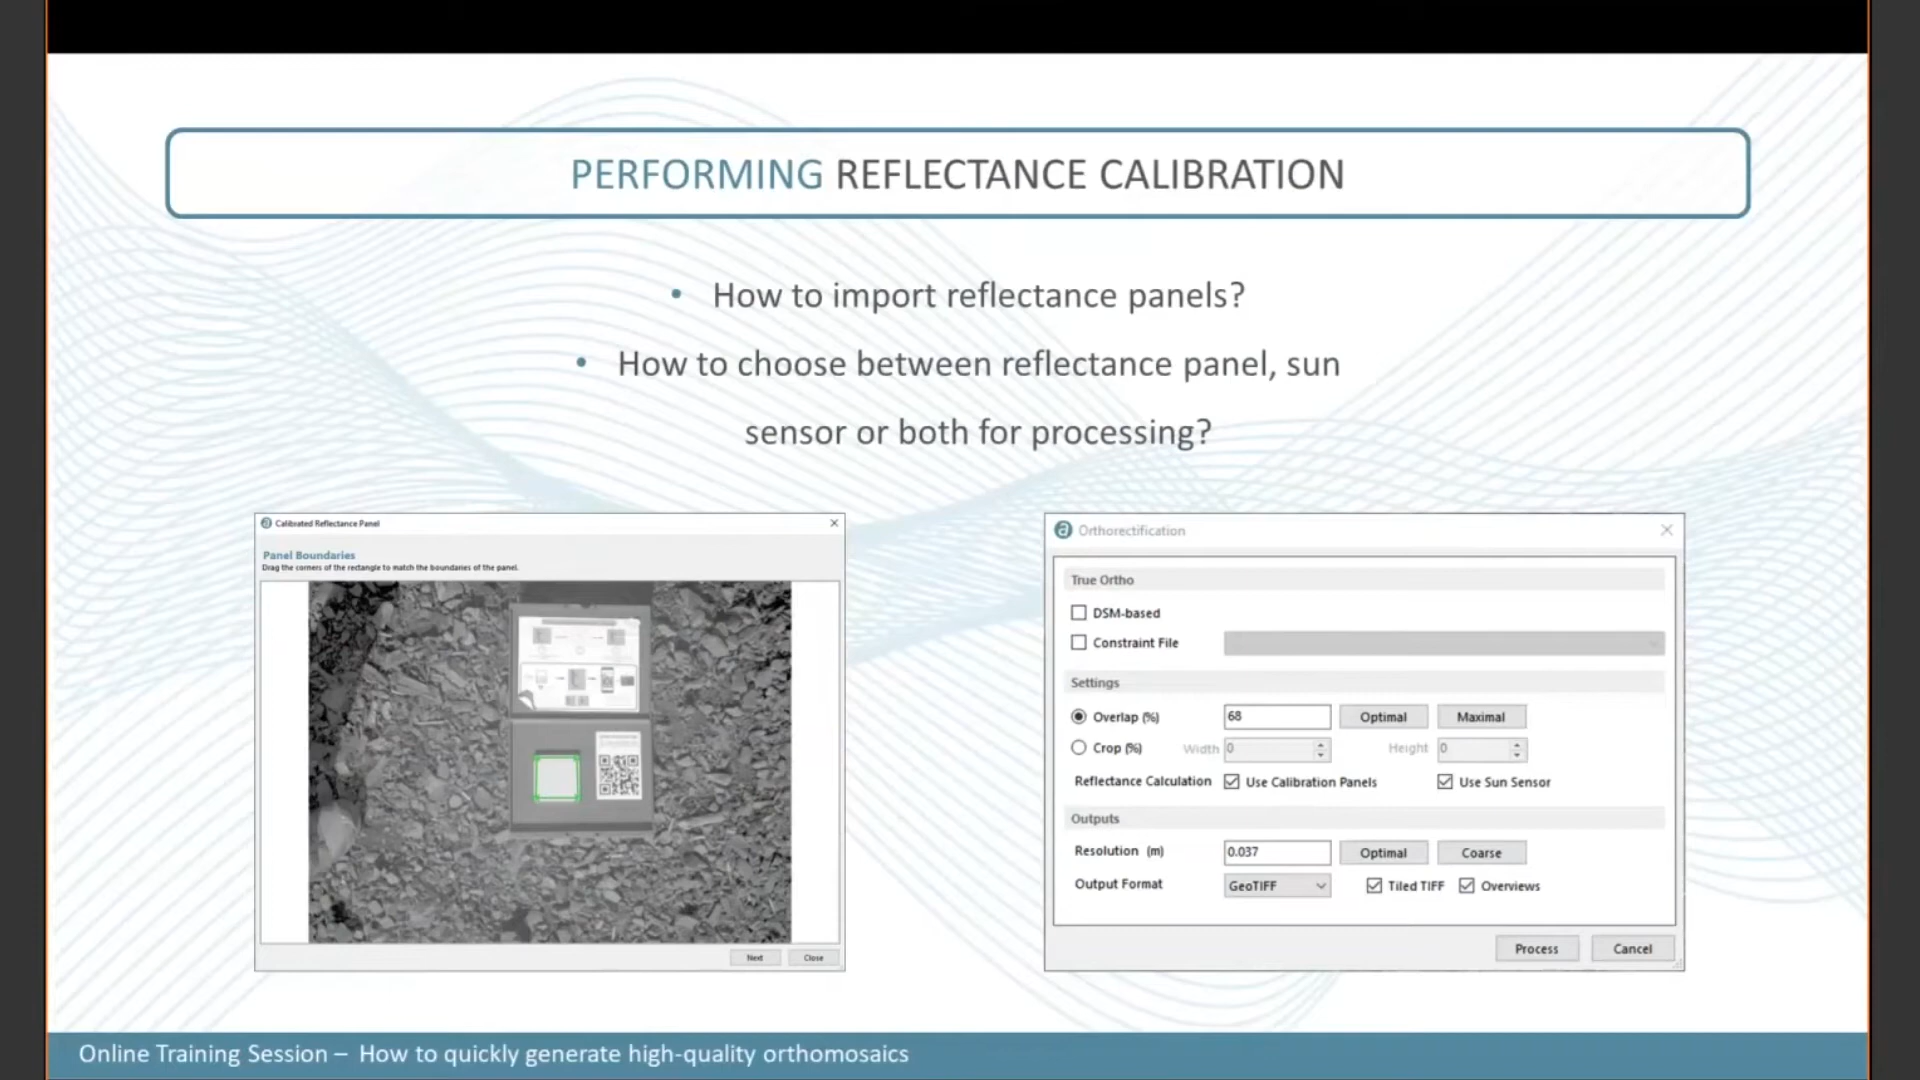 PERFORMING REFLECTANCE CALIBRATION
• How to import reflectance panels?
• How to choose between reflectance panel, sun
sensor or both for processing?
Calibrated Reflectance Panel
Panel Boundaries
Drag the corners of the rectangle to match the boundaries of the panel.
Next
Close
Orthorectification
True Ortho
DSM-based
Constraint File
Settings
Overlap (%) 68 Optimal Maximal
Crop (%) Width 0 Height 0
Reflectance Calculation Use Calibration Panels Use Sun Sensor
Outputs
Resolution (m) 0.037 Optimal Coarse
Output Format GeoTIFF Tiled TIFF Overviews
Process Cancel
Online Training Session – How to quickly generate high-quality orthomosaics